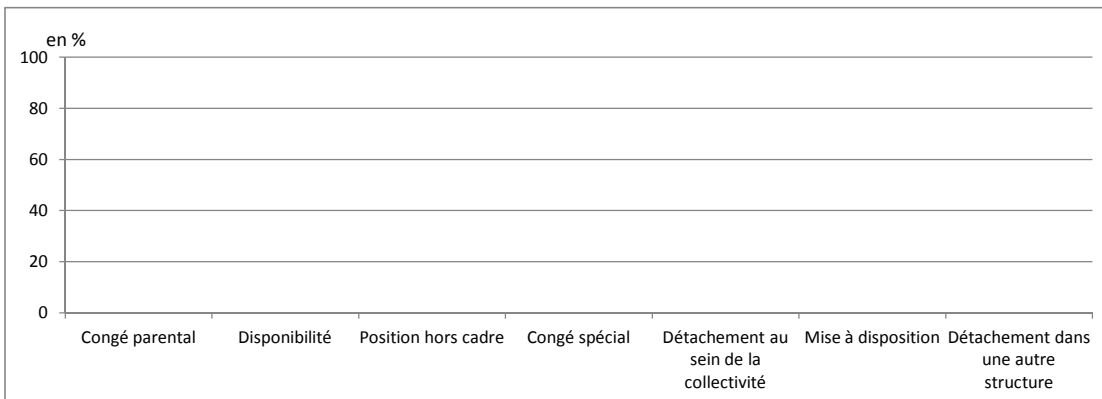 en %
100
80
60
40
20
0
Congé parental
Disponibilité
Position hors cadre
Congé spécial
Détachement au
sein de la
collectivité
Mise à disposition
Détachement dans
une autre
structure